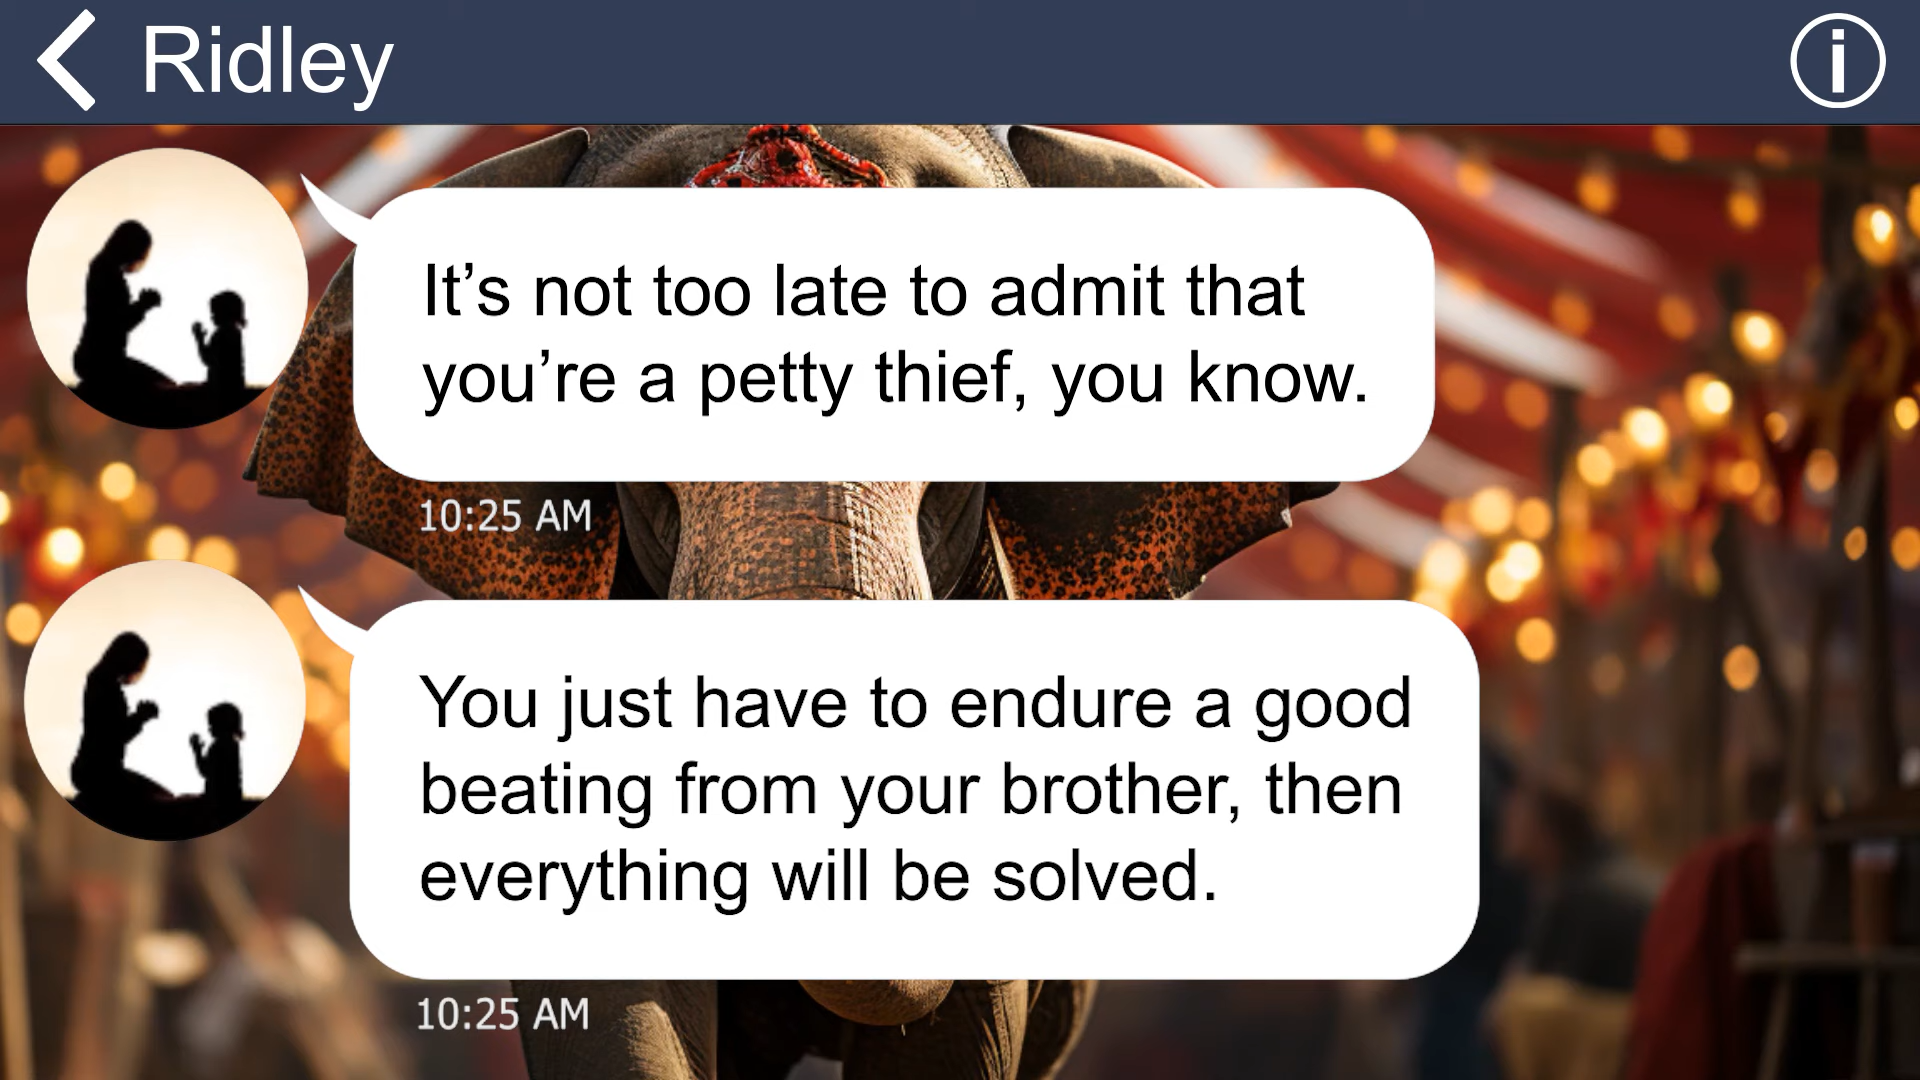 Ridley
It’s not too late to admit that
you’re a petty thief, you know.
10:25 AM
You just have to endure a good
beating from your brother, then
everything will be solved.
10:25 AM